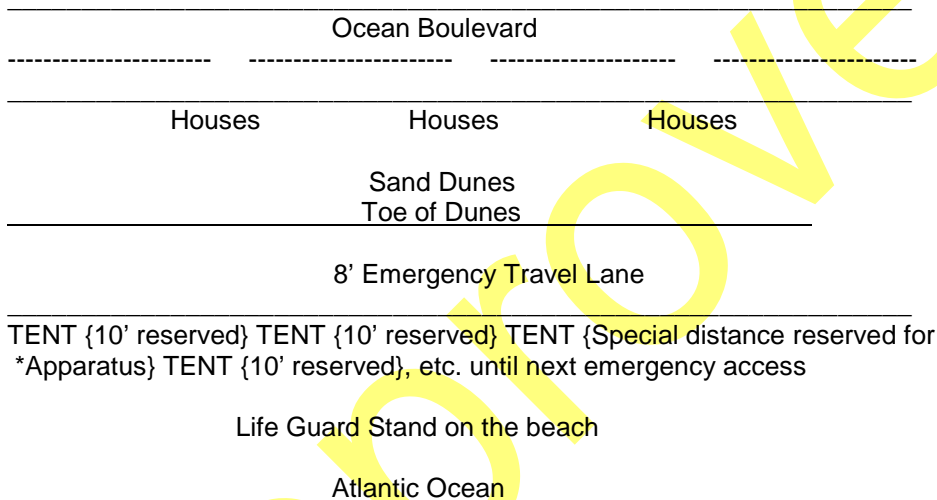 Ocean Boulevard
Houses Houses Houses
Sand Dunes
Toe of Dunes
8’ Emergency Travel Lane
TENT {10’ reserved} TENT {10’ reserved} TENT {Special distance reserved for
*Apparatus} TENT {10’ reserved}, etc. until next emergency access
Life Guard Stand on the beach
Atlantic Ocean